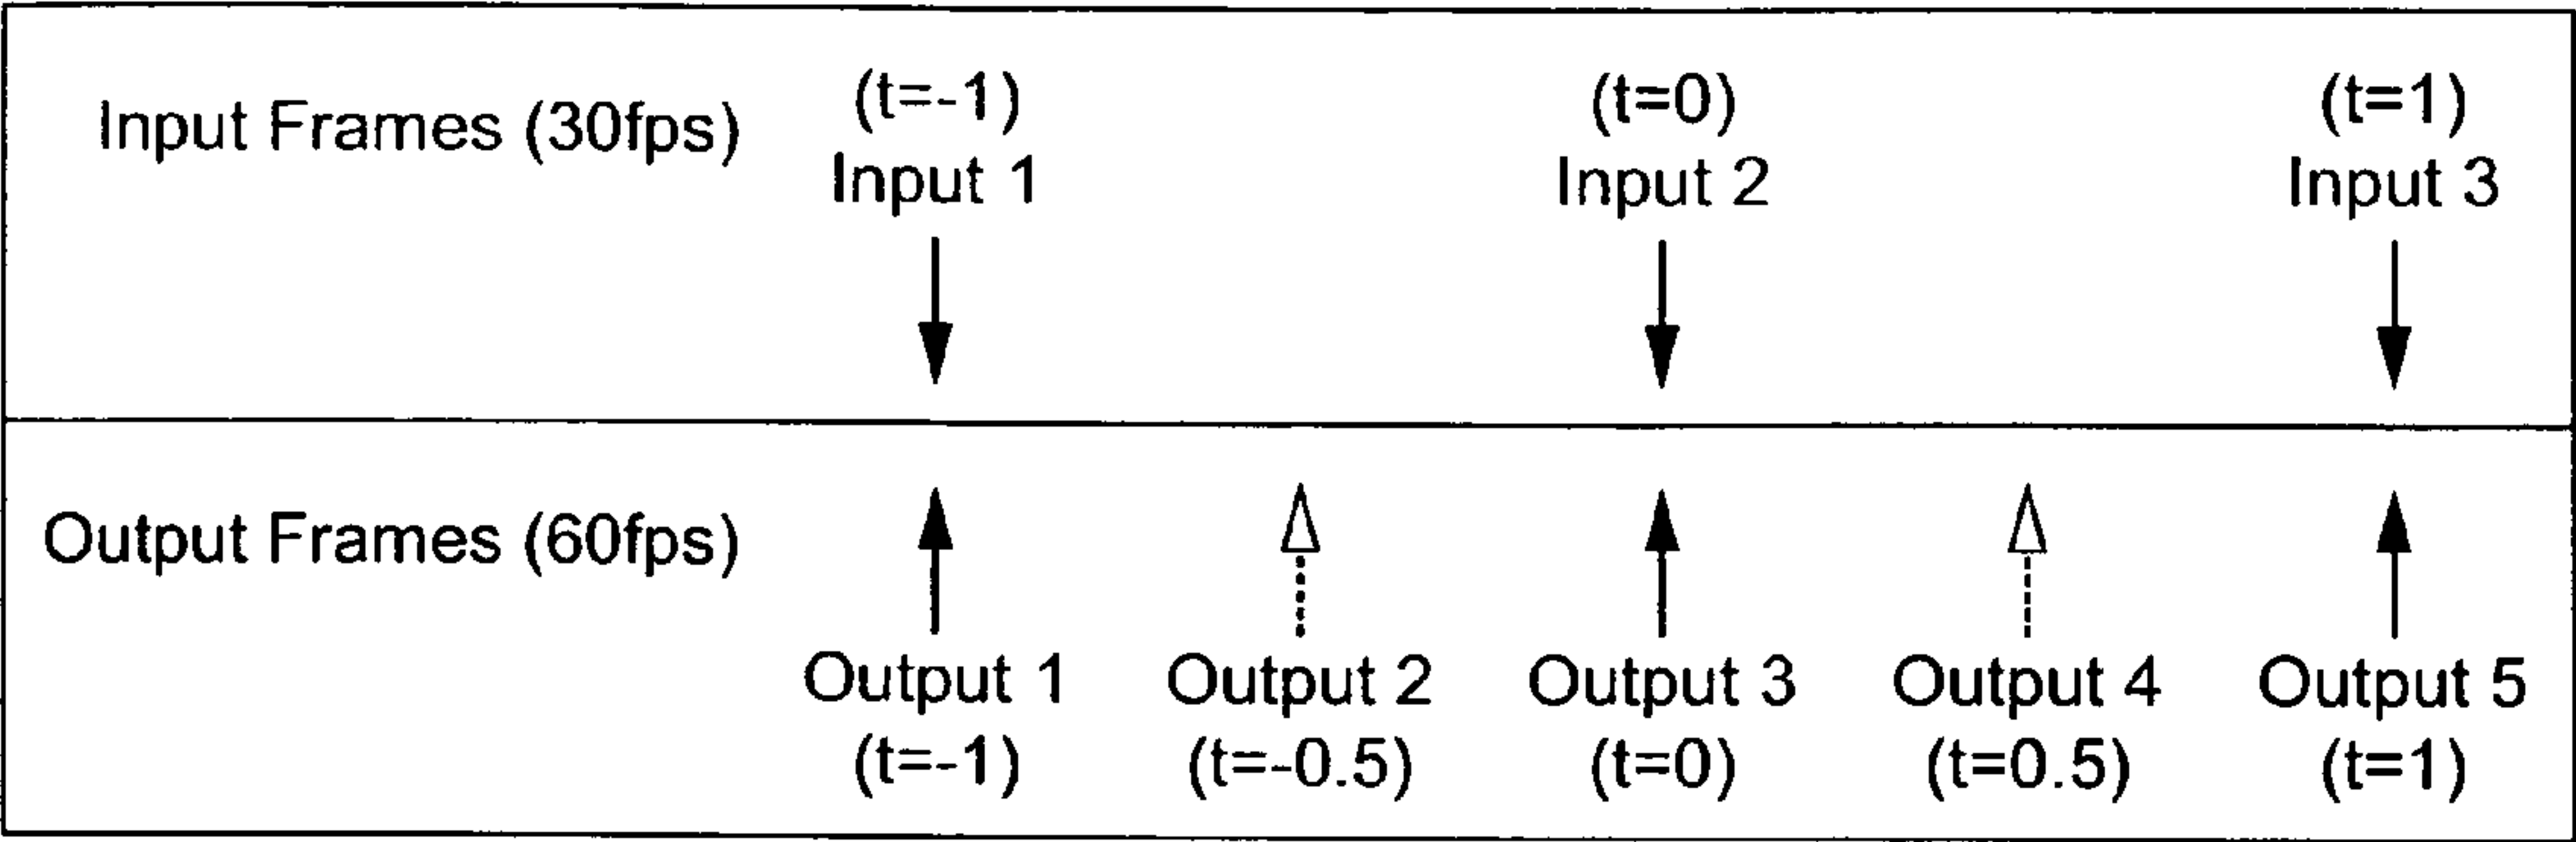 Input Frames (30fps)
(t=-1) (t=0) (t=1)
Input 1 Input 2 Input 3
Output Frames (60fps)
Output 1 Output 2 Output 3 Output 4 Output 5
(t=-1) (t=-0.5) (t=0) (t=0.5) (t=1)